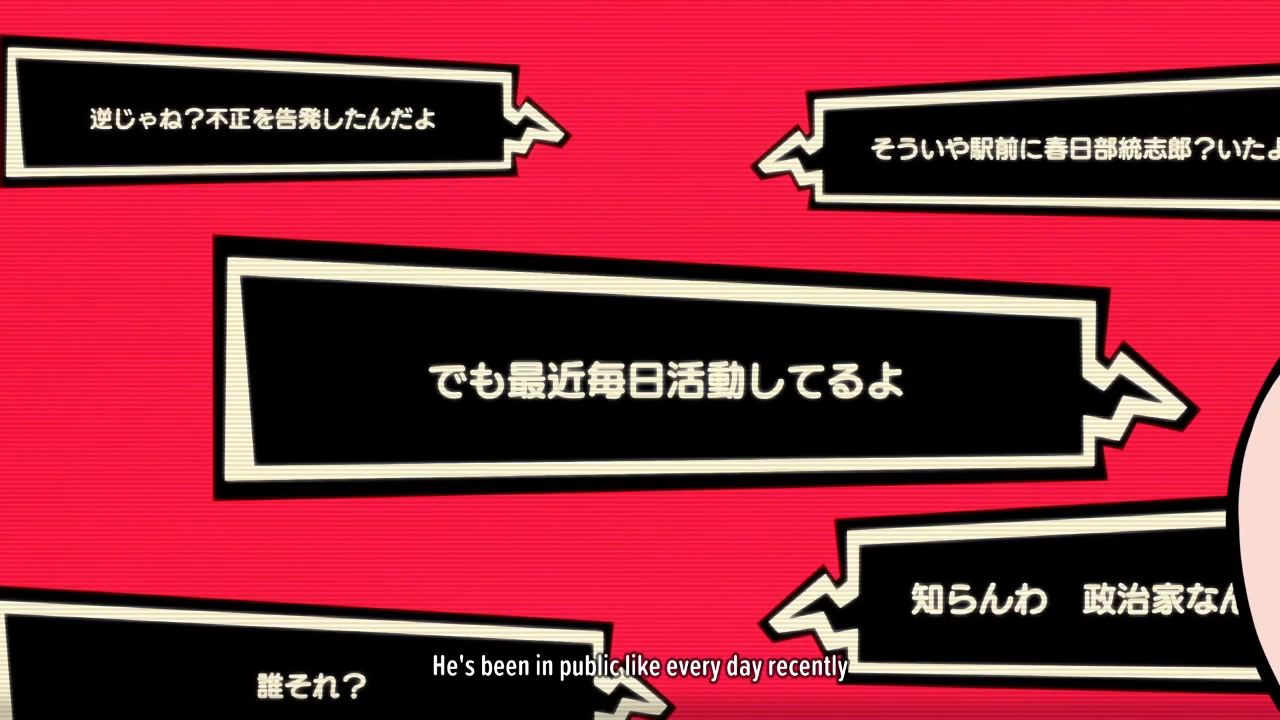 逆じゃね?不正を告発したんだよ
そういや駅前に春日部統志郎?いたよ
でも最近毎日活動してるよ
知らんわ 政治家なん
誰それ?
He's been in public like every day recently